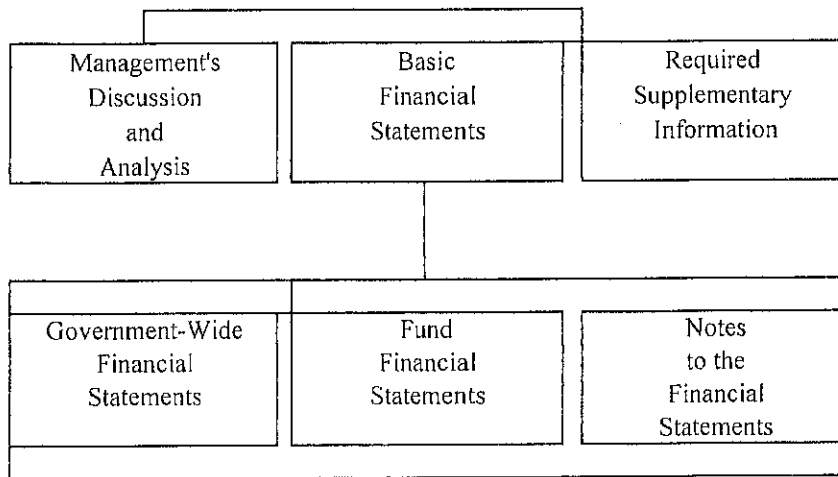 Management's
Discussion
and
Analysis
Basic
Financial
Statements
Required
Supplementary
Information
Government-Wide
Financial
Statements
Fund
Financial
Statements
Notes
to the
Financial
Statements